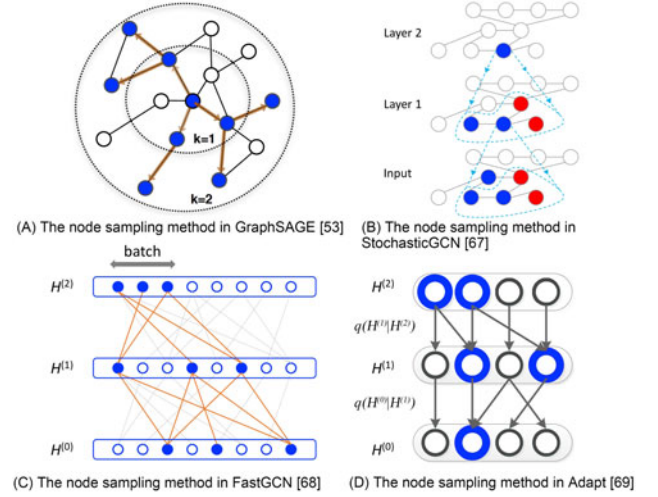 k=1
k=2
(A) The node sampling method in GraphSAGE [53]
Layer 2
Layer 1
Input
(B) The node sampling method in
StochasticGCN [67]
batch
H(2)
H(1)
H(0)
(C) The node sampling method in FastGCN [68]
H(2)
q(H(1)|H(2))
H(1)
q(H(0)|H(1))
H(0)
(D) The node sampling method in Adapt [69]